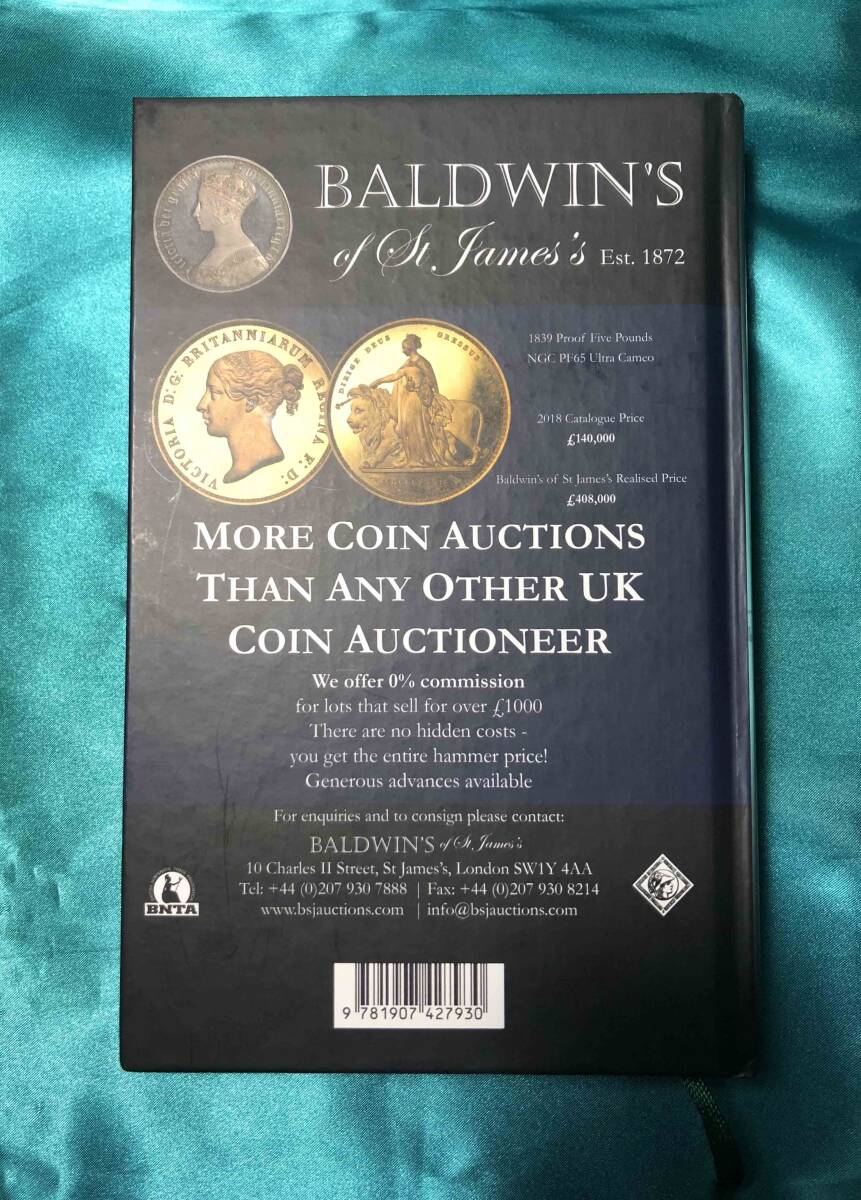 BALDWIN'S
of St James's Est. 1872
VICTORIA D: G: BRITANNIARUM REGINA F: D:
DIRIGE DEUS GRESSUS
1839 Proof Five Pounds
NGC PF65 Ultra Cameo
2018 Catalogue Price
£140,000
Baldwin's of St James's Realised Price
£408,000
MORE COIN AUCTIONS
THAN ANY OTHER UK
COIN AUCTIONEER
We offer 0% commission
for lots that sell for over £1000
There are no hidden costs -
you get the entire hammer price!
Generous advances available
For enquiries and to consign please contact:
BALDWIN'S of St. James's
10 Charles II Street, St James's, London SW1Y 4AA
Tel: +44 (0)207 930 7888 | Fax: +44 (0)207 930 8214
www.bsjauctions.com | info@bsjauctions.com
BNTA
9 781907 427930